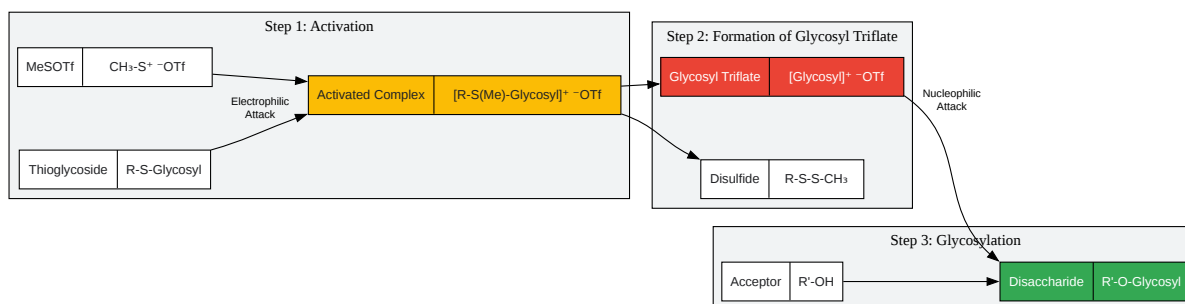 Step 1: Activation
MeSOTf
CH₃-S⁺ ⁻OTf
Electrophilic
Attack
Thioglycoside
R-S-Glycosyl
Activated Complex
[R-S(Me)-Glycosyl]⁺ ⁻OTf
Step 2: Formation of Glycosyl Triflate
Glycosyl Triflate
[Glycosyl]⁺ ⁻OTf
Disulfide
R-S-S-CH₃
Nucleophilic
Attack
Step 3: Glycosylation
Acceptor
R'-OH
Disaccharide
R'-O-Glycosyl